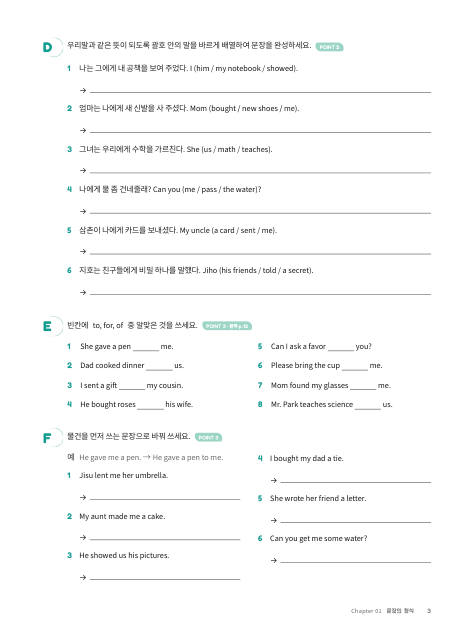 D 우리말과 같은 뜻이 되도록 괄호 안의 말을 바르게 배열하여 문장을 완성하세요. POINT 3
1 나는 그에게 내 공책을 보여 주었다. I (him / my notebook / showed).
→
2 엄마는 나에게 새 신발을 사 주셨다. Mom (bought / new shoes / me).
→
3 그녀는 우리에게 수학을 가르친다. She (us / math / teaches).
→
4 나에게 물 좀 건네줄래? Can you (me / pass / the water)?
→
5 삼촌이 나에게 카드를 보내셨다. My uncle (a card / sent / me).
→
6 지호는 친구들에게 비밀 하나를 말했다. Jiho (his friends / told / a secret).
→
E 빈칸에 to, for, of 중 알맞은 것을 쓰세요. POINT 3
1 She gave a pen ______ me.
2 Dad cooked dinner ______ us.
3 I sent a gift ______ my cousin.
4 He bought roses ______ his wife.
5 Can I ask a favor ______ you?
6 Please bring the cup ______ me.
7 Mom found my glasses ______ me.
8 Mr. Park teaches science ______ us.
F 물건을 먼저 쓰는 문장으로 바꿔 쓰세요. POINT 3
예 He gave me a pen. → He gave a pen to me.
1 Jisu lent me her umbrella.
→
2 My aunt made me a cake.
→
3 He showed us his pictures.
→
4 I bought my dad a tie.
→
5 She wrote her friend a letter.
→
6 Can you get me some water?
→
Chapter 01 문장의 형식 3